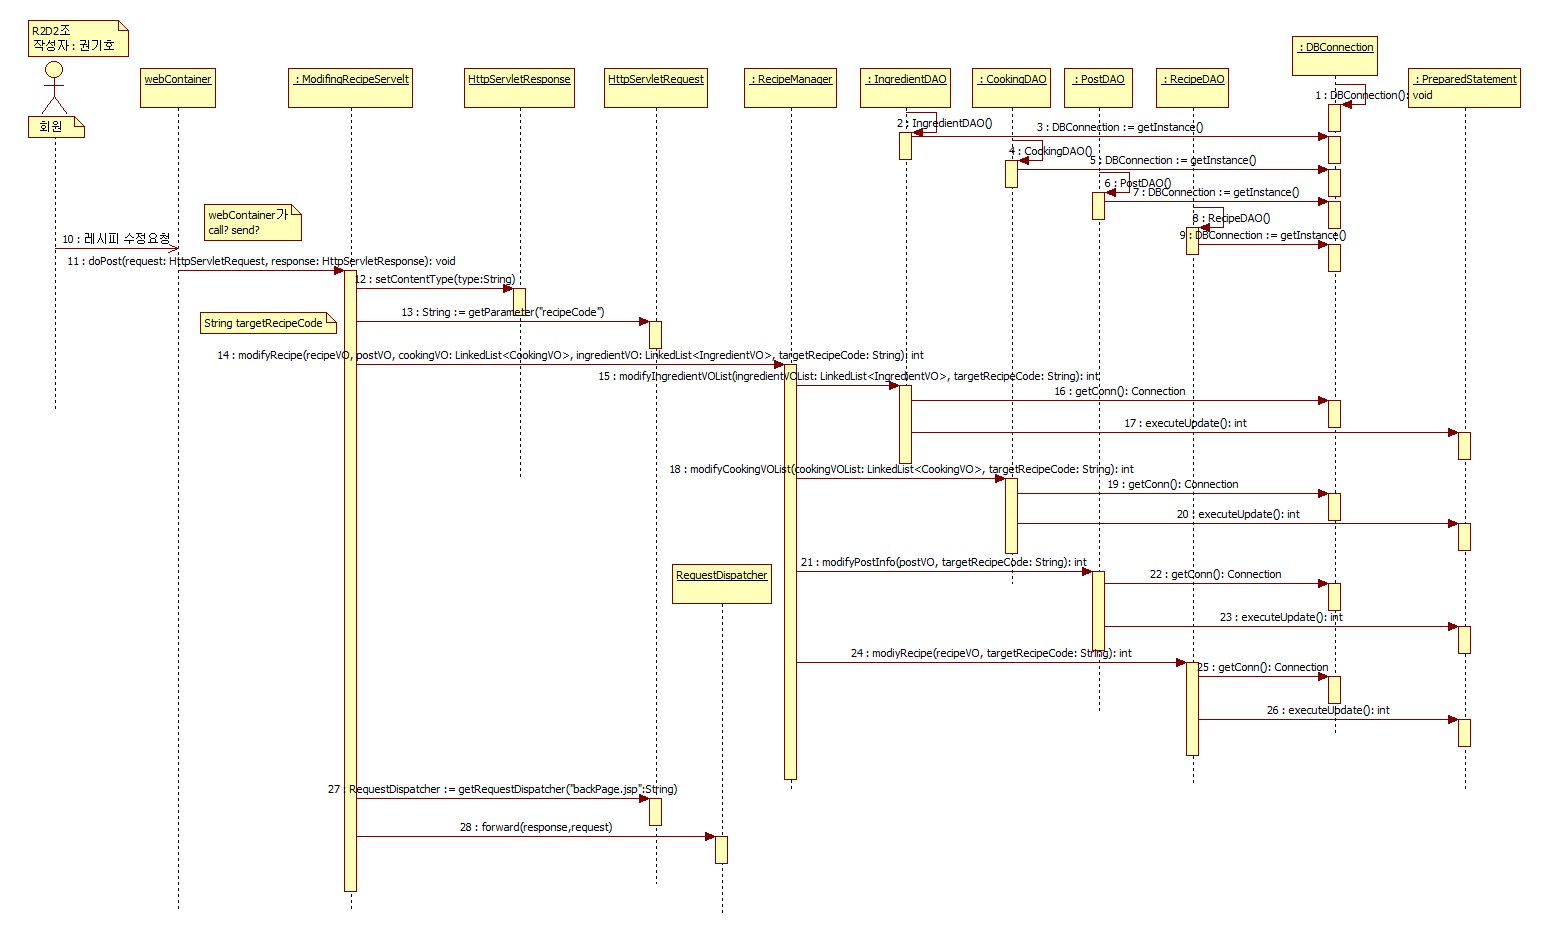 R2D2조
작성자 : 권기호
회원
webContainer
: ModifingRecipeServelt
HttpServletResponse
HttpServletRequest
: RecipeManager
: IngredientDAO
: CookingDAO
: PostDAO
: RecipeDAO
: DBConnection
: PreparedStatement
1 : DBConnection(): void
2 : IngredientDAO()
3 : DBConnection := getInstance()
4 : CookingDAO()
5 : DBConnection := getInstance()
6 : PostDAO()
7 : DBConnection := getInstance()
8 : RecipeDAO()
9 : DBConnection := getInstance()
webContainer가
call? send?
10 : 레시피 수정요청
11 : doPost(request: HttpServletRequest, response: HttpServletResponse): void
12 : setContentType(type:String)
13 : String := getParameter("recipeCode")
String targetRecipeCode
14 : modifyRecipe(recipeVO, postVO, cookingVO: LinkedList<CookingVO>, ingredientVO: LinkedList<IngredientVO>, targetRecipeCode: String): int
15 : modifyIngredientVOList(ingredientVOList: LinkedList<IngredientVO>, targetRecipeCode: String): int
16 : getConn(): Connection
17 : executeUpdate(): int
18 : modifyCookingVOList(cookingVOList: LinkedList<CookingVO>, targetRecipeCode: String): int
19 : getConn(): Connection
20 : executeUpdate(): int
21 : modifyPostInfo(postVO, targetRecipeCode: String): int
RequestDispatcher
22 : getConn(): Connection
23 : executeUpdate(): int
24 : modiyRecipe(recipeVO, targetRecipeCode: String): int
25 : getConn(): Connection
26 : executeUpdate(): int
27 : RequestDispatcher := getRequestDispatcher("backPage.jsp":String)
28 : forward(response,request)